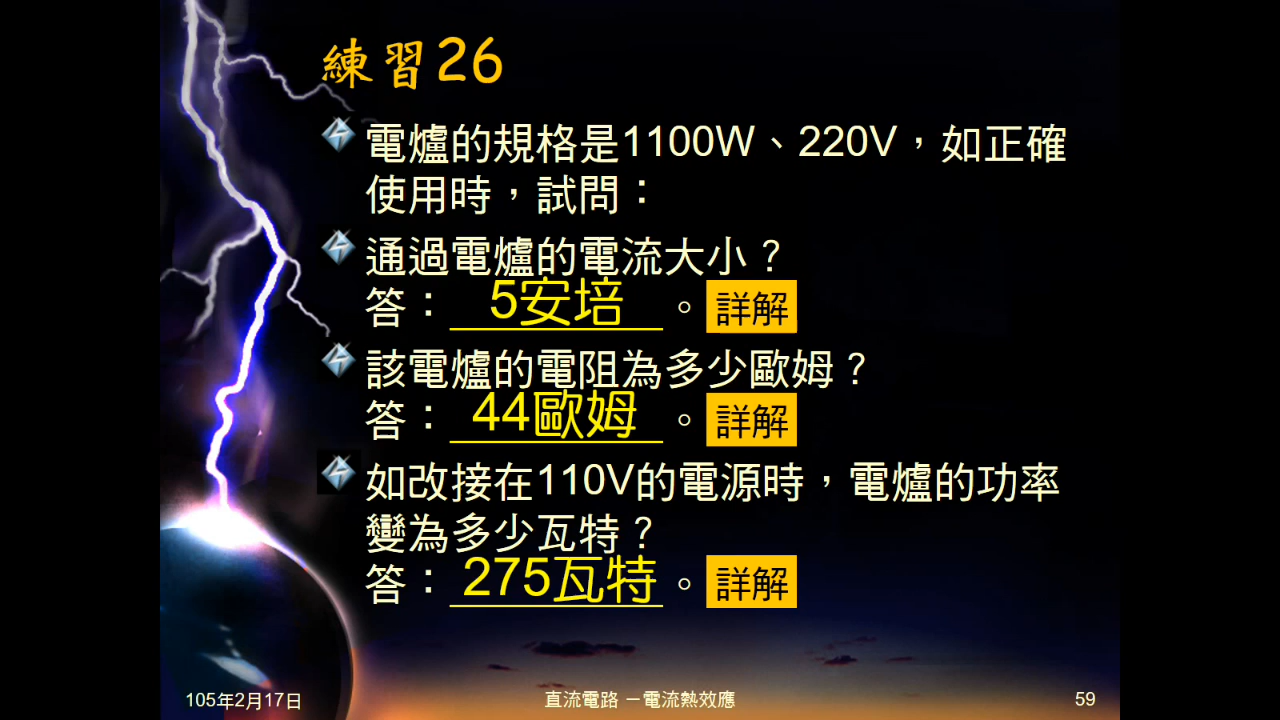 練習26
電爐的規格是1100W、220V，如正確
使用時，試問：
通過電爐的電流大小？
答：5安培。詳解
該電爐的電阻為多少歐姆？
答：44歐姆。詳解
如改接在110V的電源時，電爐的功率
變為多少瓦特？
答：275瓦特。詳解
105年2月17日
直流電路 －電流熱效應
59